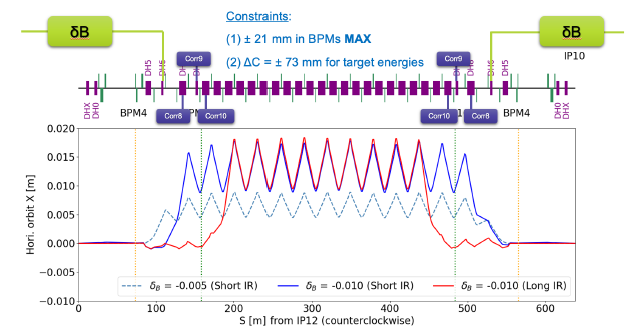 Constraints:
(1) ± 21 mm in BPMs MAX
(2) ΔC = ± 73 mm for target energies
δB
δB
IP10
Corr9
Corr9
DH5
DH5
DHX
DH0
BPM4
Corr8
Corr10
Corr10
Corr8
BPM4
DH0
DHX
Hori. orbit X [m]
0.020
0.015
0.010
0.005
0.000
−0.005
−0.010
δB = -0.005 (Short IR)
δB = -0.010 (Short IR)
δB = -0.010 (Long IR)
0 100 200 300 400 500 600
S [m] from IP12 (counterclockwise)